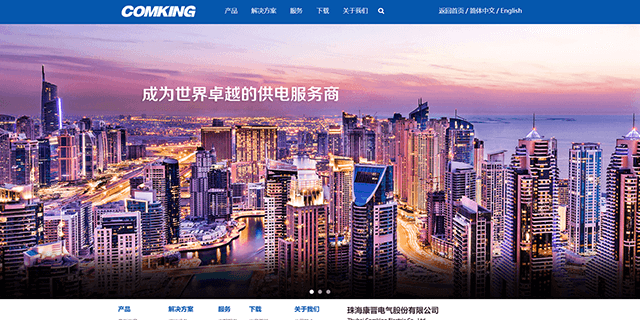 COMKING 产品 解决方案 服务 下载 关于我们 返回首页 / 简体中文 / English
成为世界卓越的供电服务商
产品 解决方案 服务 下载 关于我们 珠海康晋电气股份有限公司